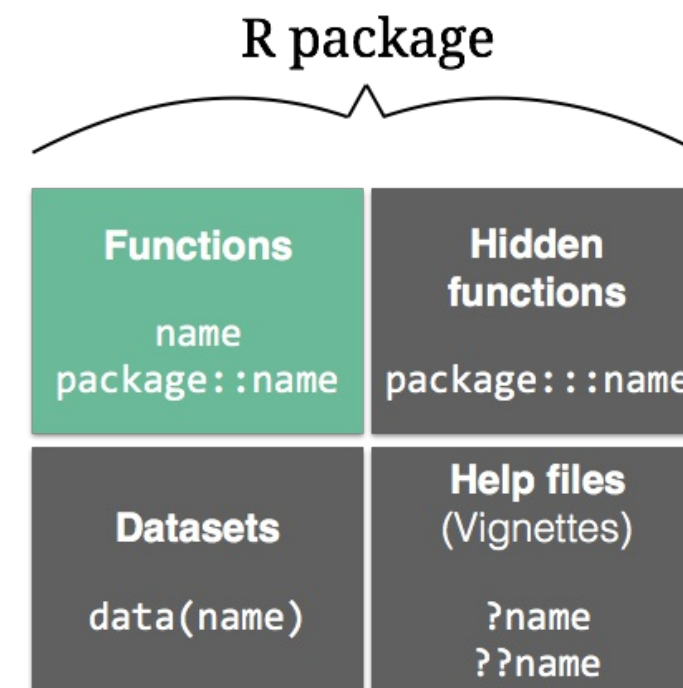 R package
Functions
name
package::name
Hidden
functions
package:::name
Datasets
data(name)
Help files
(Vignettes)
?name
??name